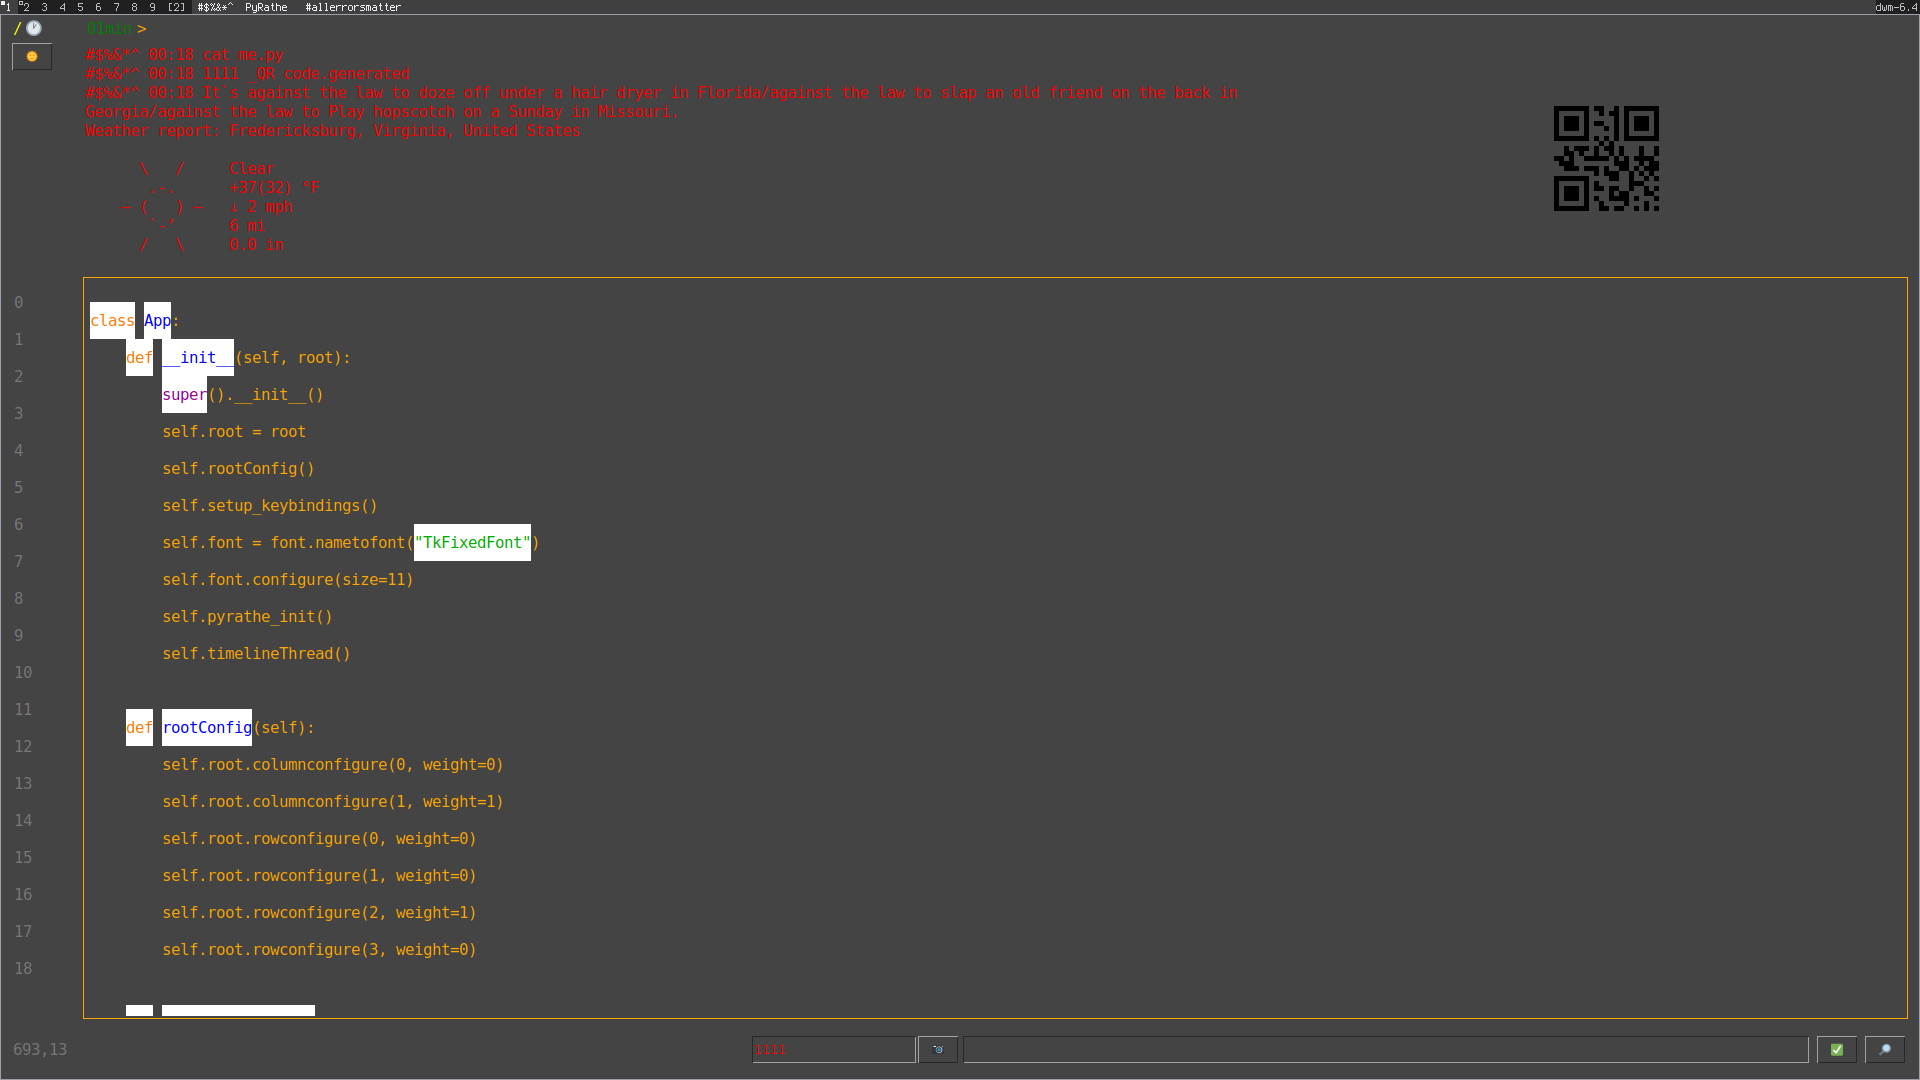 1 2 3 4 5 6 7 8 9 [2] #$%&*^ PyRathe #allerrorsmatter dwm-6.4
/ 01min >
#$%&*^ 00:18 cat me.py
#$%&*^ 00:18 1111 _QR code.generated
#$%&*^ 00:18 It`s against the law to doze off under a hair dryer in Florida/against the law to slap an old friend on the back in
Georgia/against the law to Play hopscotch on a Sunday in Missouri.
Weather report: Fredericksburg, Virginia, United States
\ / Clear
.-. +37(32) °F
― ( ) ― ↓ 2 mph
`-’ 6 mi
/ \ 0.0 in
0
class App:
1
def __init__(self, root):
2
super().__init__()
3
self.root = root
4
self.rootConfig()
5
self.setup_keybindings()
6
self.font = font.nametofont("TkFixedFont")
7
self.font.configure(size=11)
8
self.pyrathe_init()
9
self.timelineThread()
10
11
def rootConfig(self):
12
self.root.columnconfigure(0, weight=0)
13
self.root.columnconfigure(1, weight=1)
14
self.root.rowconfigure(0, weight=0)
15
self.root.rowconfigure(1, weight=0)
16
self.root.rowconfigure(2, weight=1)
17
self.root.rowconfigure(3, weight=0)
18
693,13 1111